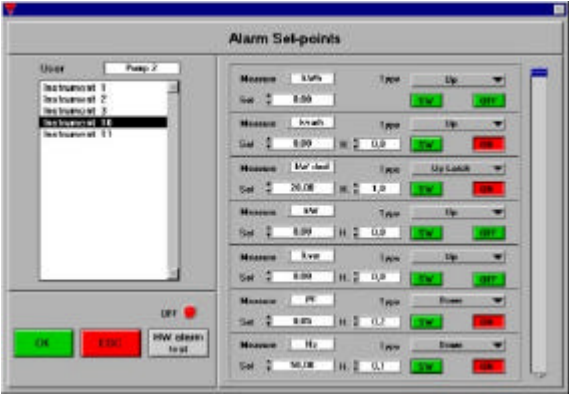 Alarm Set-points
User Pump 2
Instrument 1
Instrument 2
Instrument 3
Instrument 10
Instrument 11
OFF
OK ESC HW alarm test
Measure kWh Type Up
Set 0.00 SW OFF
Measure kvarh Type Up
Set 0,00 H. 0,0 SW ON
Measure kW dmd Type Up Latch
Set 20,00 H. 1,0 SW ON
Measure kW Type Up
Set 0,00 H. 0,0 SW OFF
Measure kvar Type Up
Set 0,00 H. 0,0 SW OFF
Measure PF Type Down
Set H. 0,2 SW ON
Measure Hz Type Down
Set 50,00 H. 0,1 SW ON